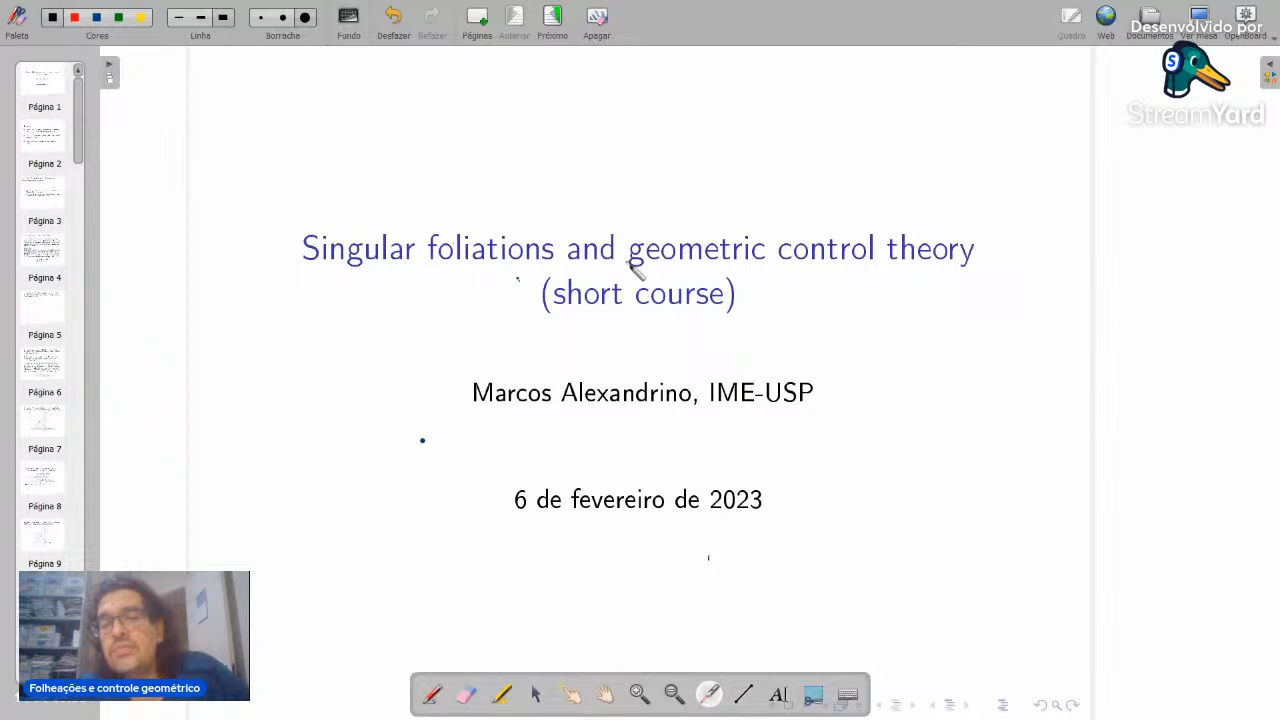 Paleta
Cores
Linha
Borracha
Fundo
Desfazer
Refazer
Páginas
Anterior
Próximo
Apagar
Quadro
Web
Documentos
Ver mesa
OpenBoard
Desenvolvido por
StreamYard
Página 1
Página 2
Página 3
Página 4
Página 5
Página 6
Página 7
Página 8
Página 9
Singular foliations and geometric control theory
(short course)
Marcos Alexandrino, IME-USP
6 de fevereiro de 2023
Folheações e controle geométrico